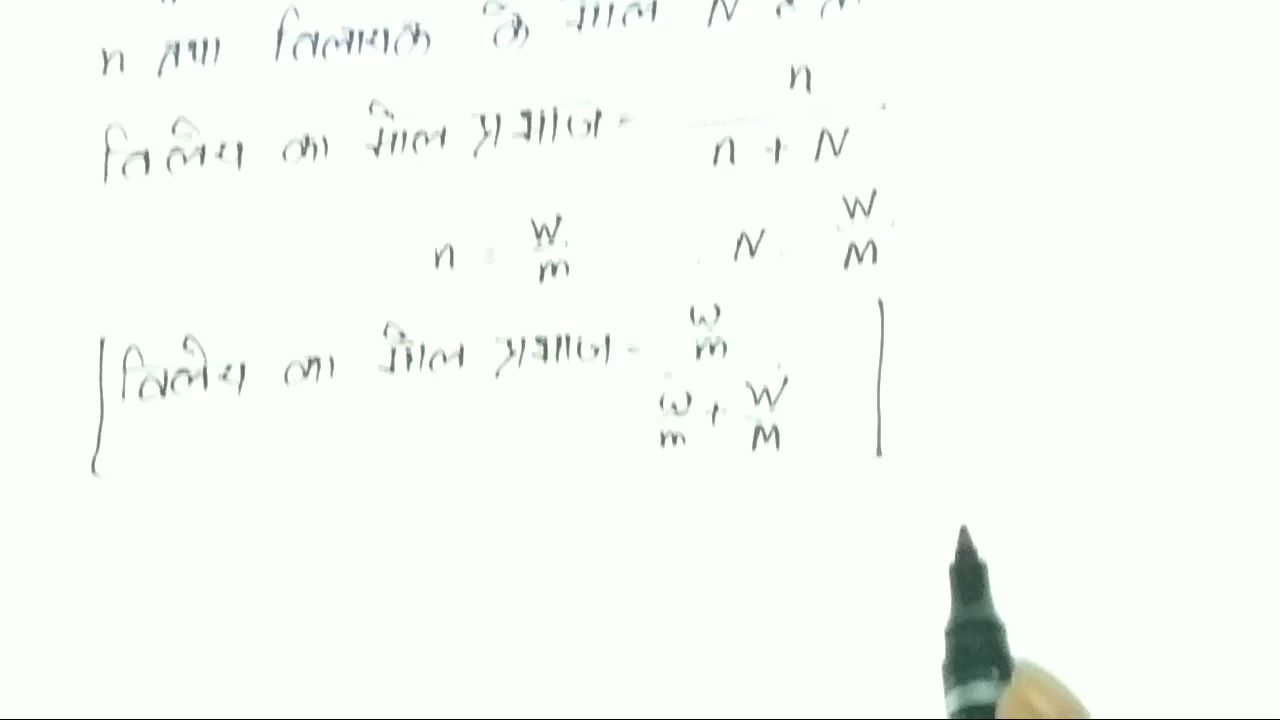 n तथा विलायक के मोल N
विलेय का मोल प्रभाज = n / n + N
n = W/m N = W/M
विलेय का मोल प्रभाज = w/m / w/m + W/M